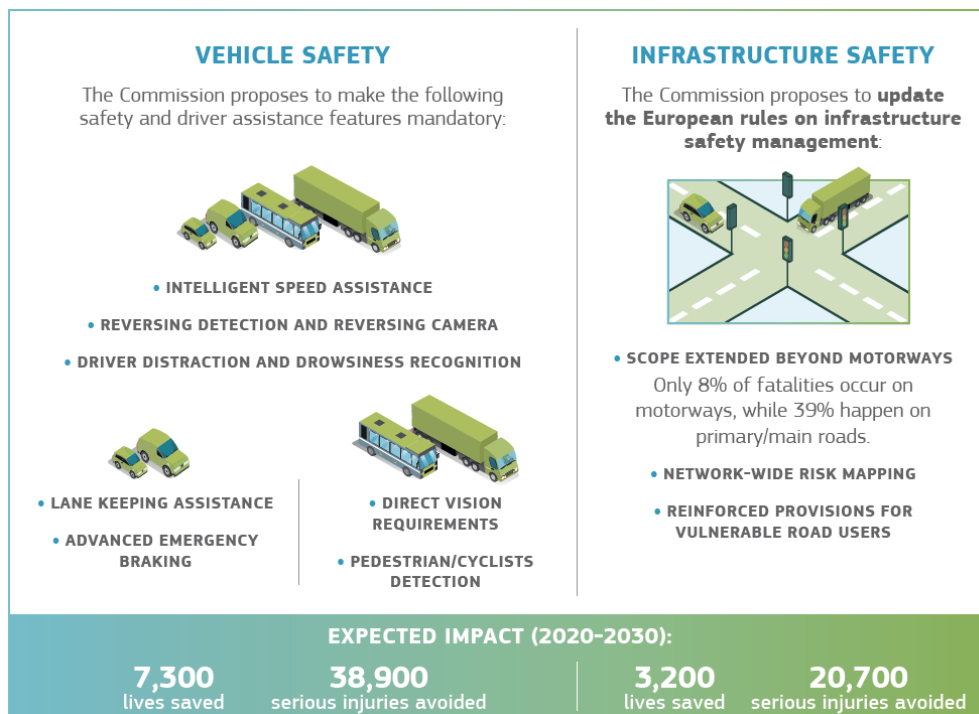 VEHICLE SAFETY
The Commission proposes to make the following
safety and driver assistance features mandatory:
• INTELLIGENT SPEED ASSISTANCE
• REVERSING DETECTION AND REVERSING CAMERA
• DRIVER DISTRACTION AND DROWSINESS RECOGNITION
• LANE KEEPING ASSISTANCE
• ADVANCED EMERGENCY
BRAKING
• DIRECT VISION
REQUIREMENTS
• PEDESTRIAN/CYCLISTS
DETECTION
INFRASTRUCTURE SAFETY
The Commission proposes to update
the European rules on infrastructure
safety management:
• SCOPE EXTENDED BEYOND MOTORWAYS
Only 8% of fatalities occur on
motorways, while 39% happen on
primary/main roads.
• NETWORK-WIDE RISK MAPPING
• REINFORCED PROVISIONS FOR
VULNERABLE ROAD USERS
EXPECTED IMPACT (2020-2030):
7,300
lives saved
38,900
serious injuries avoided
3,200
lives saved
20,700
serious injuries avoided